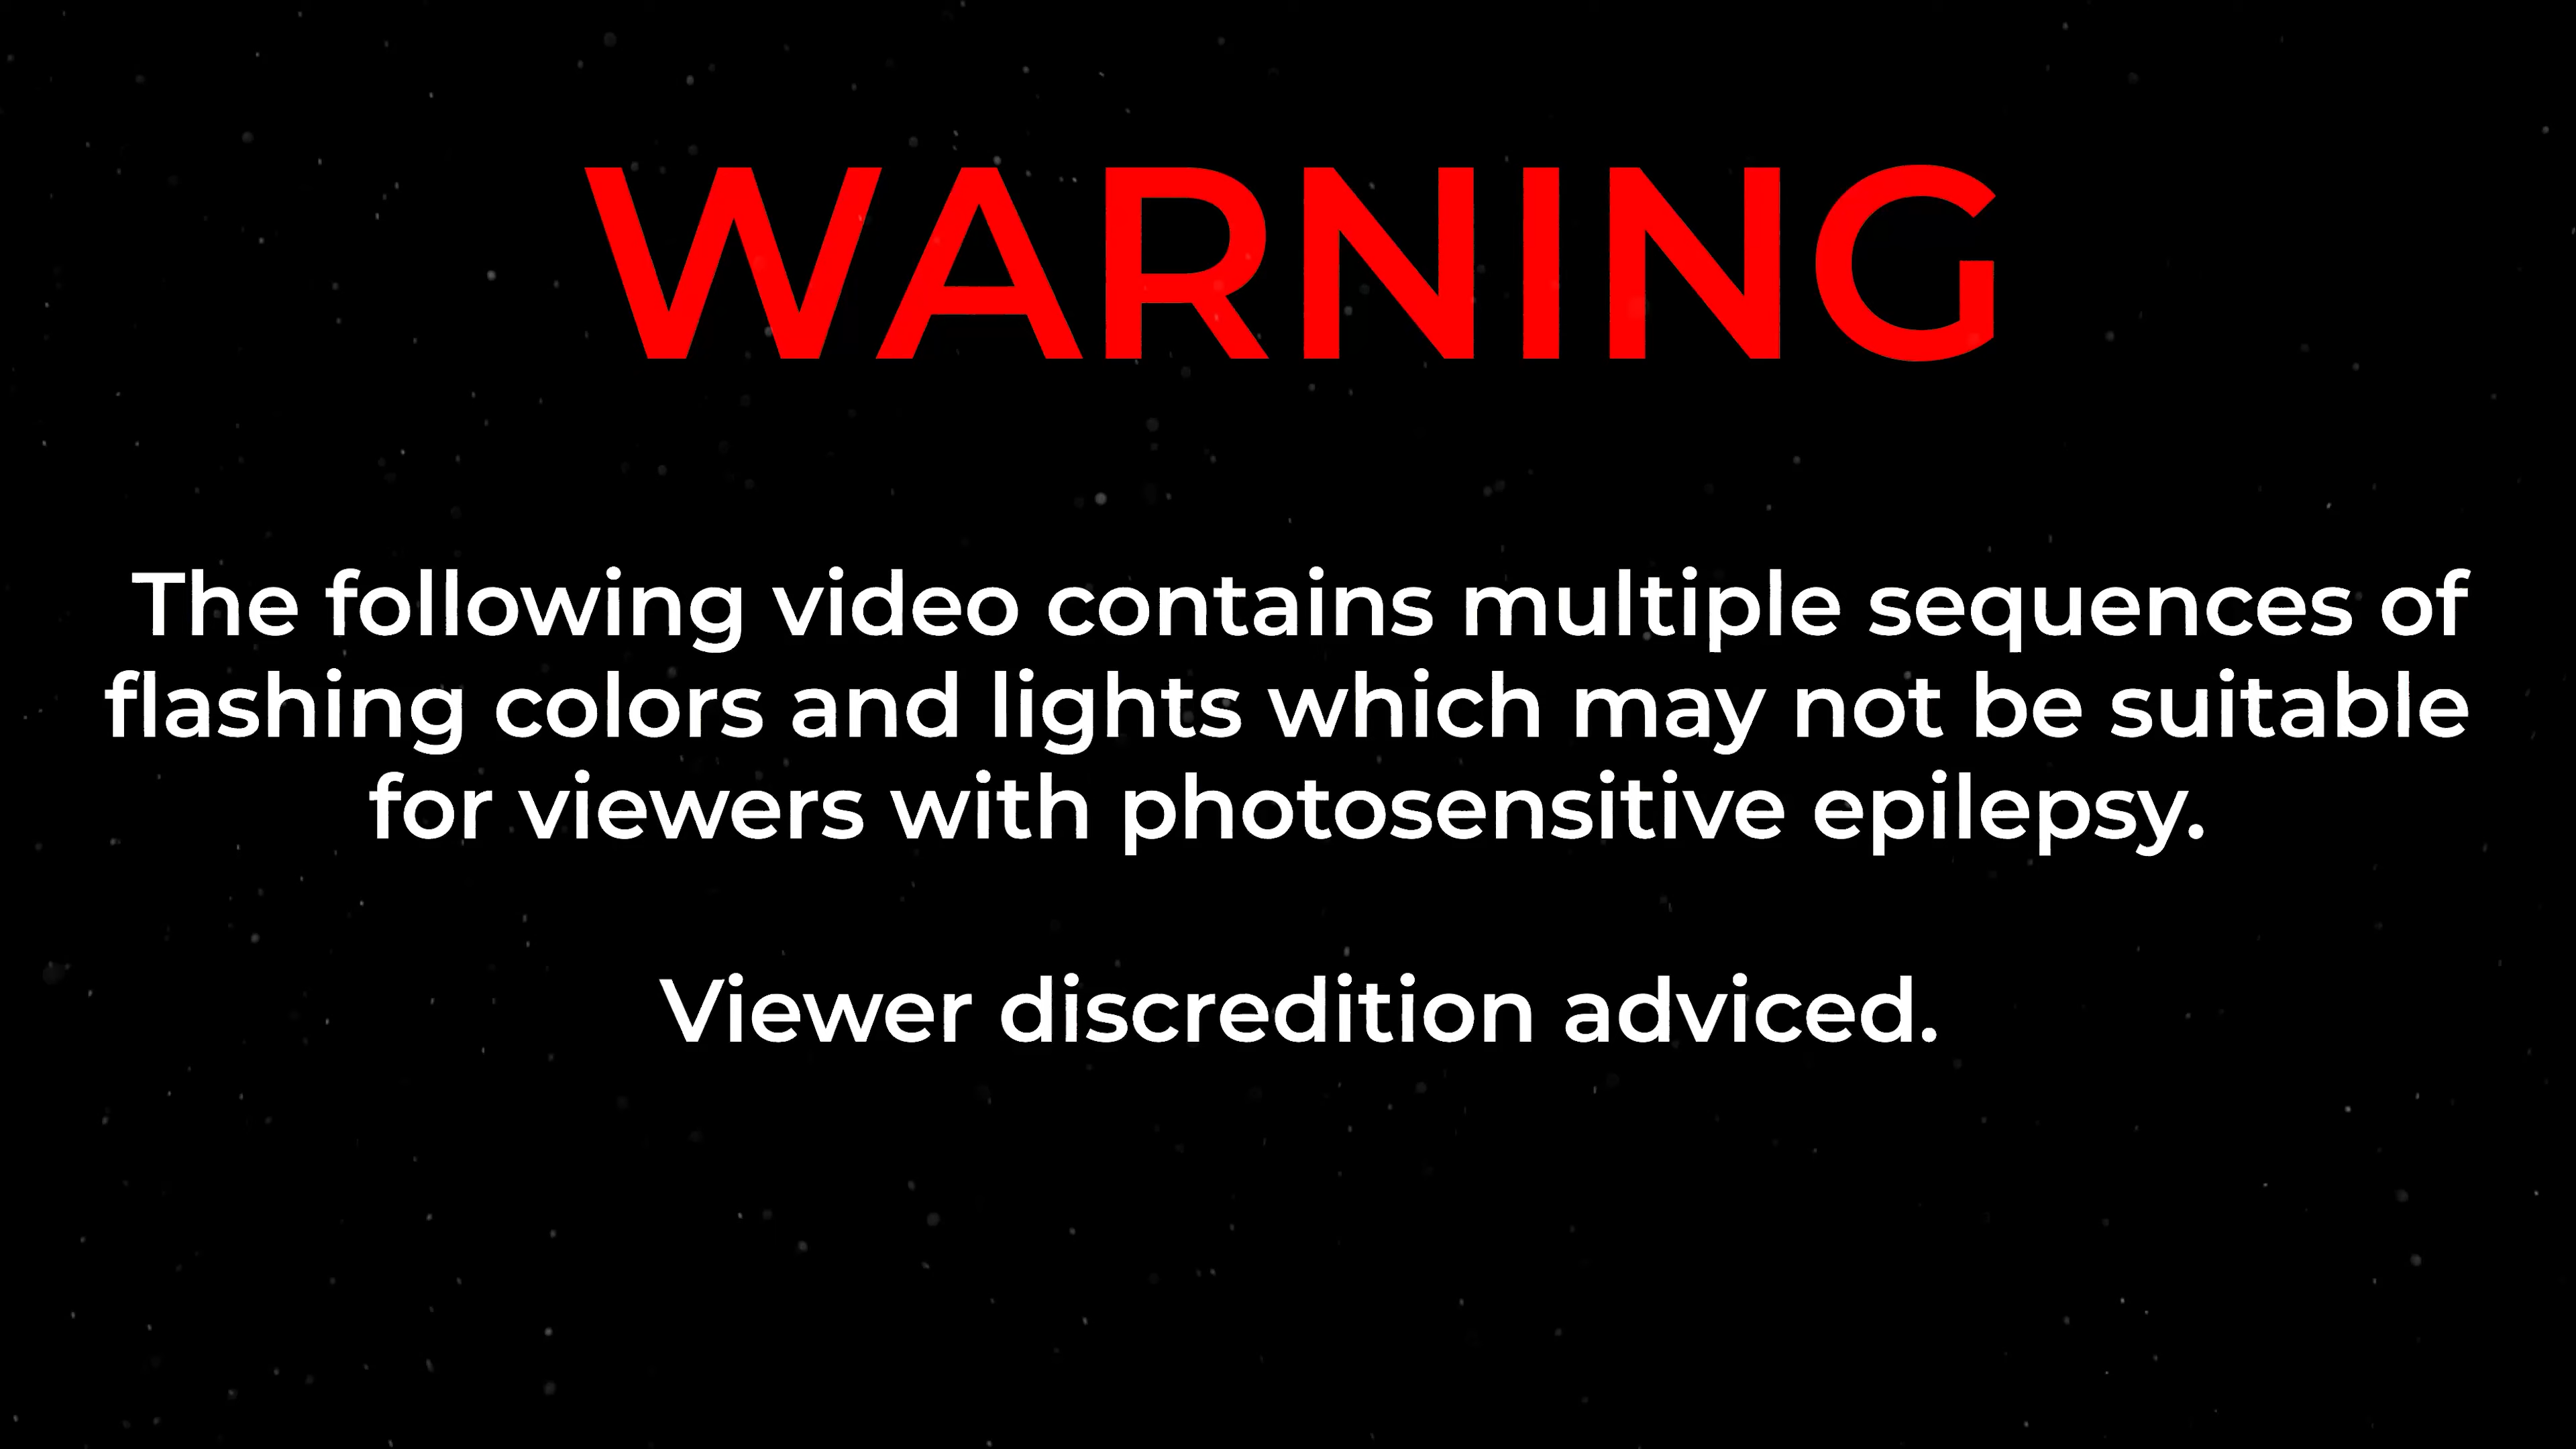 WARNING
The following video contains multiple sequences of
flashing colors and lights which may not be suitable
for viewers with photosensitive epilepsy.
Viewer discredition adviced.